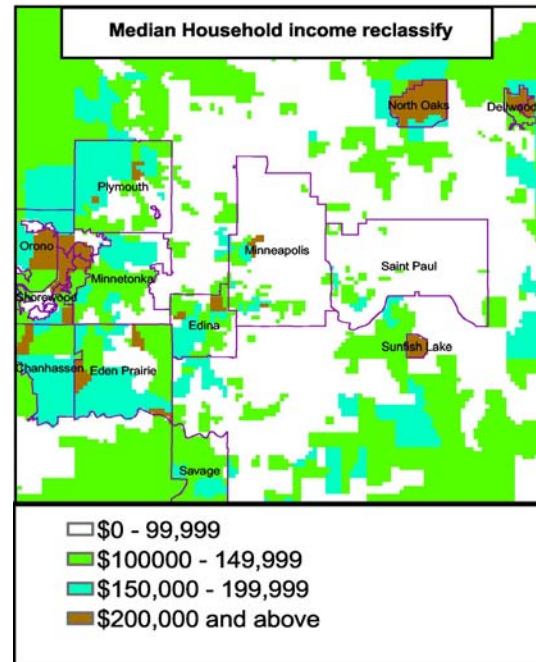 Median Household income reclassify
North Oaks
Dellwood
Plymouth
Orono
Minneapolis
Saint Paul
Minnetonka
Shorewood
Edina
Sunfish Lake
Chanhassen
Eden Prairie
Savage
$0 - 99,999
$100000 - 149,999
$150,000 - 199,999
$200,000 and above